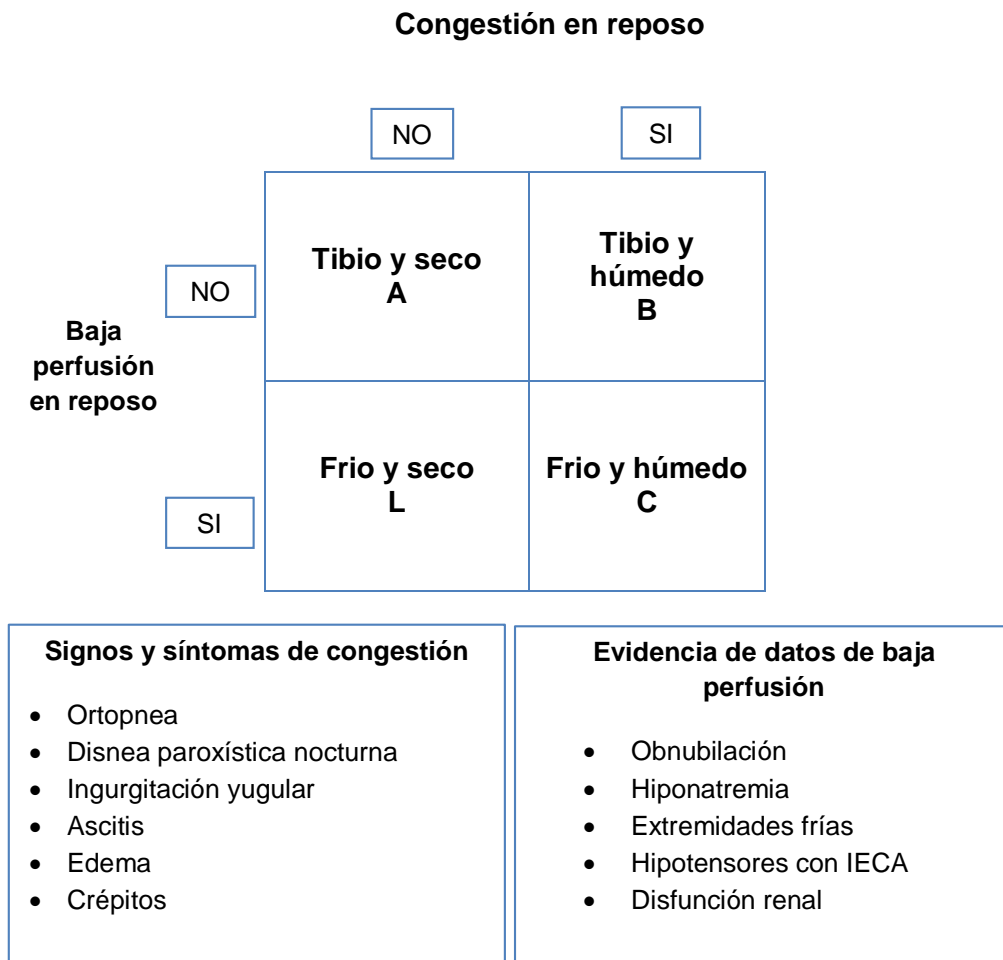 Congestión en reposo
NO
SI
Tibio y seco
A
Tibio y
húmedo
B
NO
Baja
perfusión
en reposo
Frio y seco
L
Frio y húmedo
C
SI
Signos y síntomas de congestión
• Ortopnea
• Disnea paroxística nocturna
• Ingurgitación yugular
• Ascitis
• Edema
• Crépitos
Evidencia de datos de baja
perfusión
• Obnubilación
• Hiponatremia
• Extremidades frías
• Hipotensores con IECA
• Disfunción renal